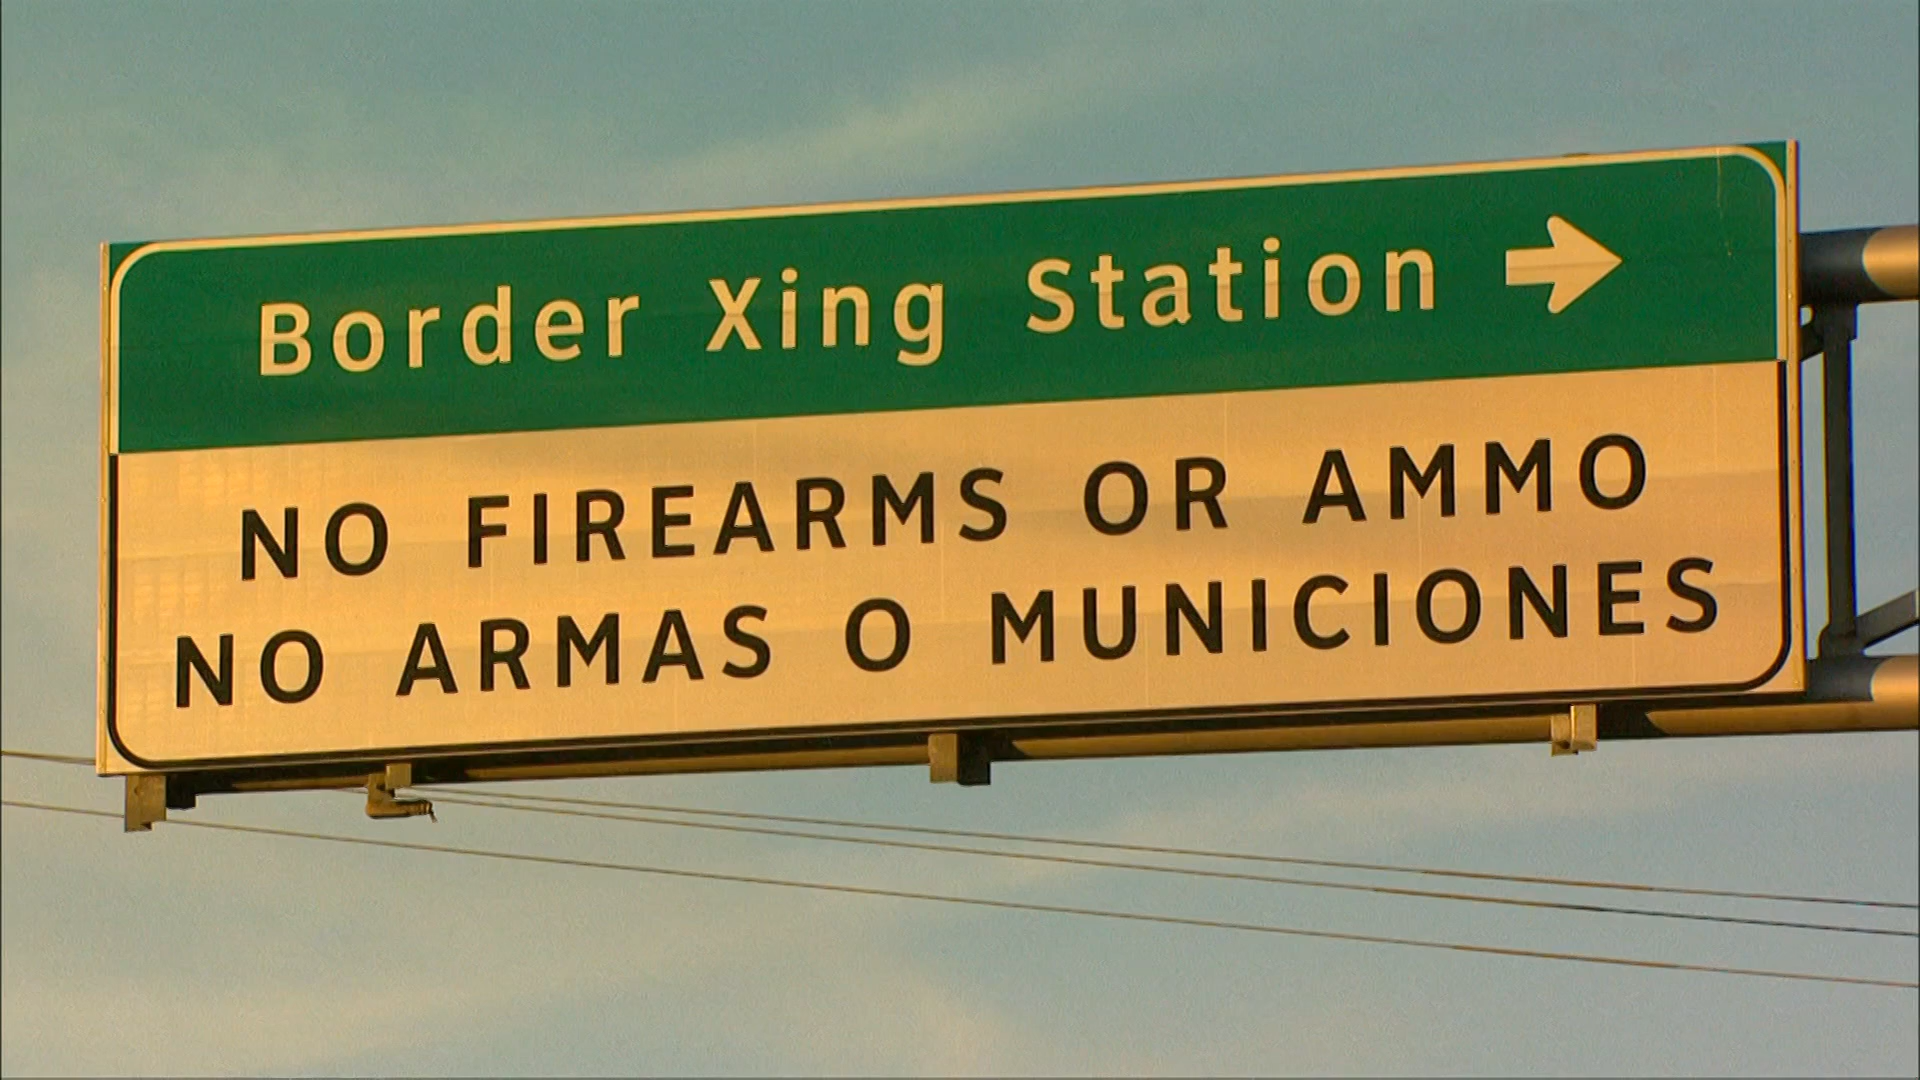 Border Xing Station →
NO FIREARMS OR AMMO
NO ARMAS O MUNICIONES